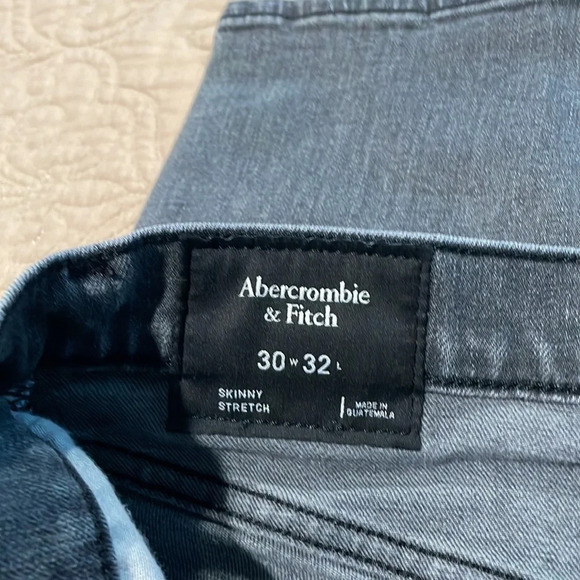 Abercrombie
& Fitch
30 W 32 L
SKINNY
STRETCH
MADE IN
GUATEMALA